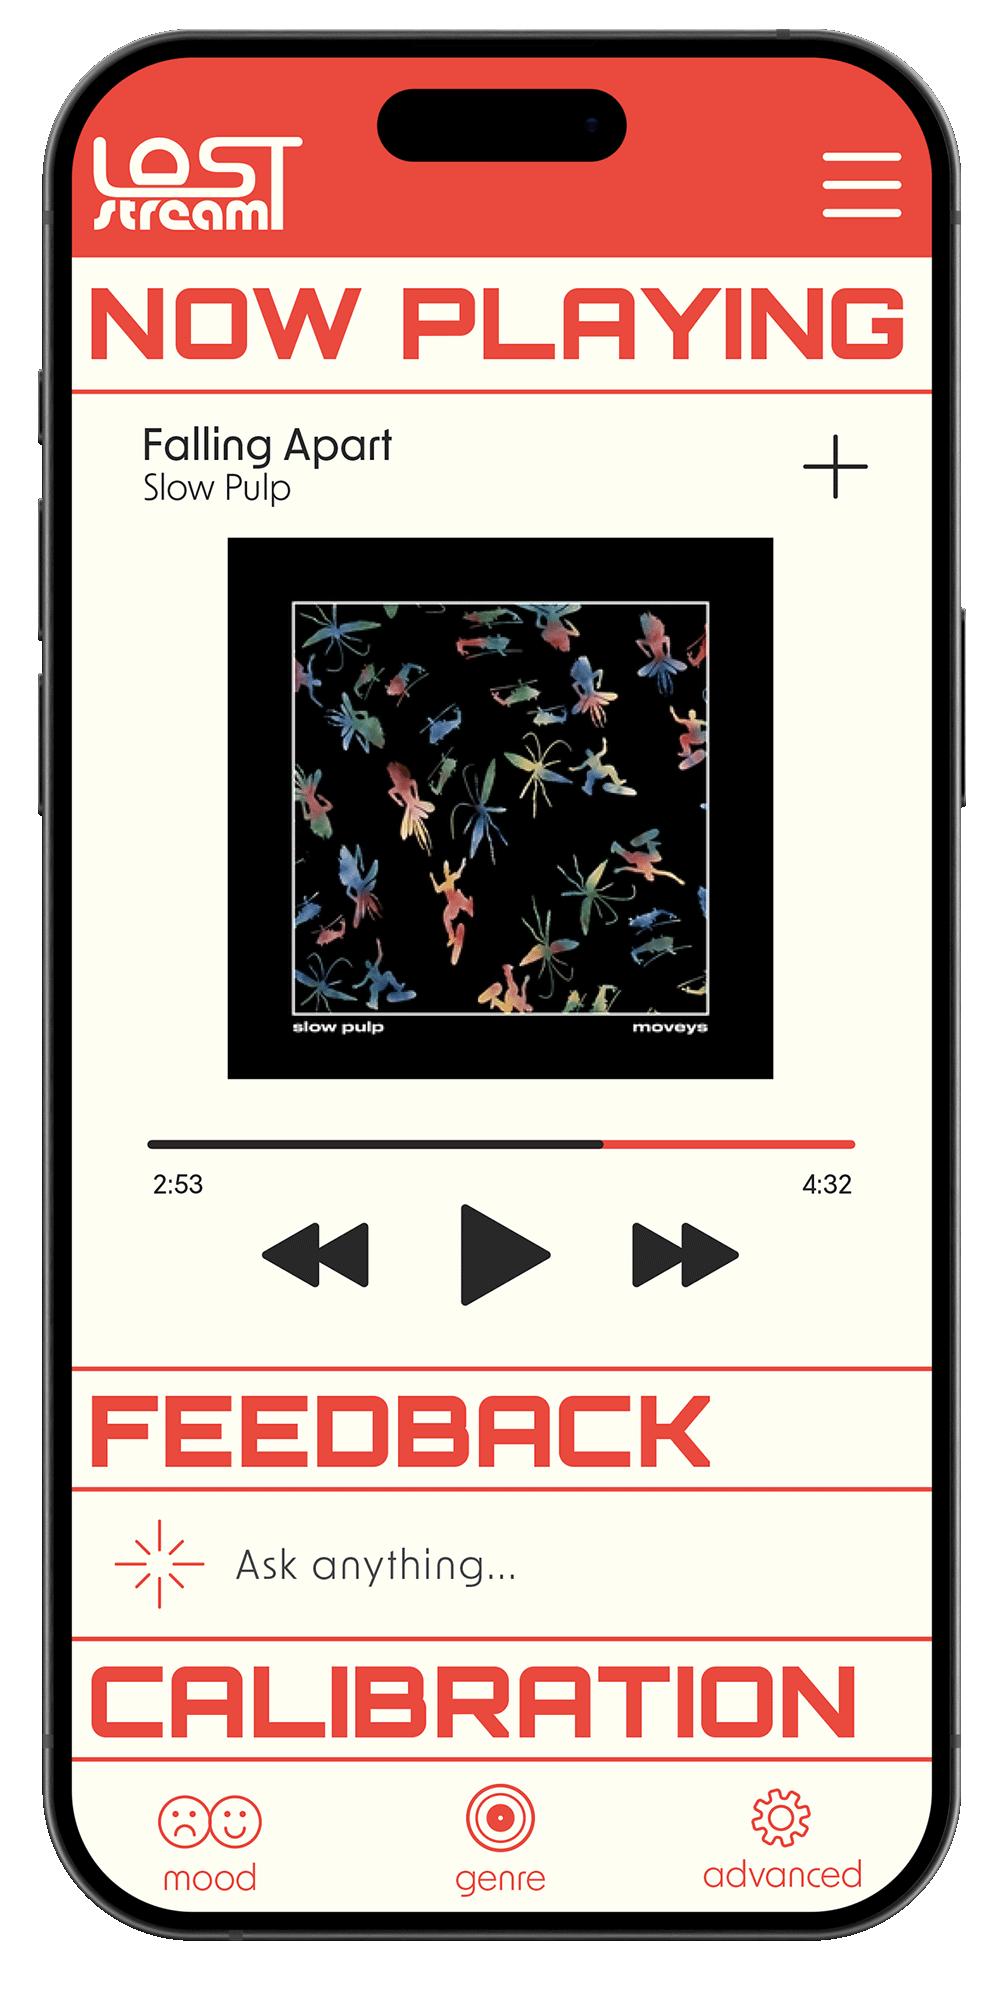 LOST
stream
NOW PLAYING
Falling Apart
Slow Pulp
slow pulp moveys
2:53 4:32
FEEDBACK
Ask anything...
CALIBRATION
mood genre advanced